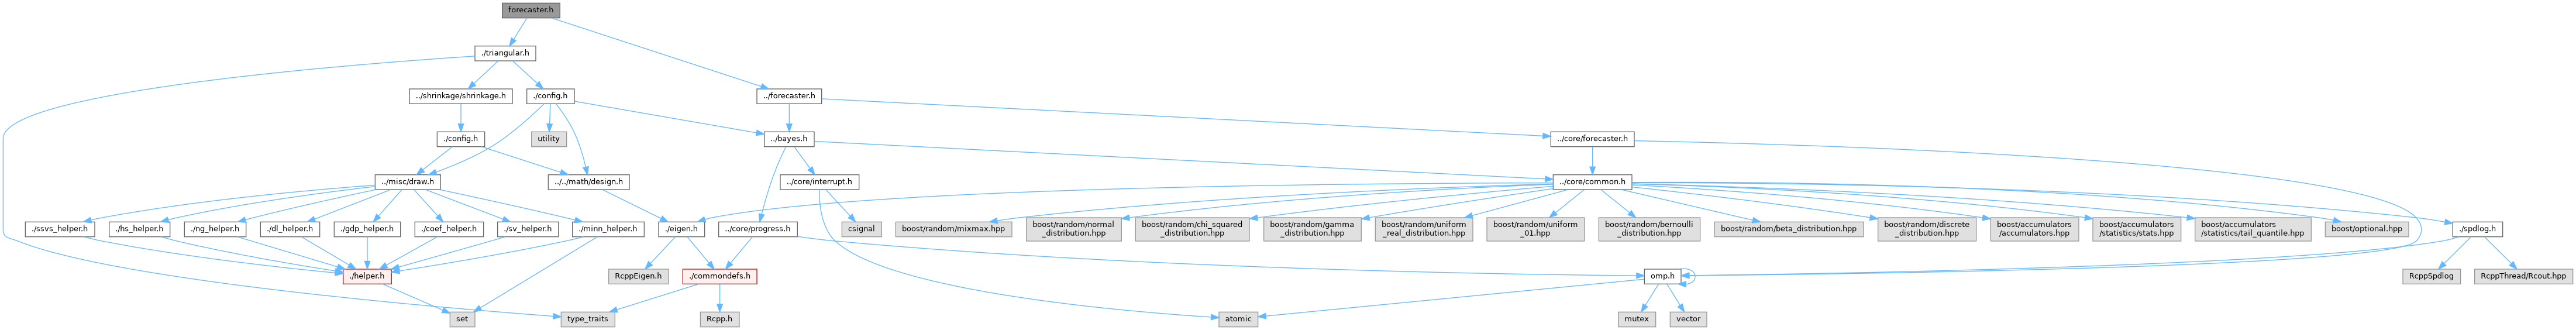 forecaster.h
./triangular.h
../shrinkage/shrinkage.h
./config.h
../forecaster.h
./config.h
utility
../bayes.h
../core/forecaster.h
../misc/draw.h
../../math/design.h
../core/interrupt.h
../core/common.h
./ssvs_helper.h
./hs_helper.h
./ng_helper.h
./dl_helper.h
./gdp_helper.h
./coef_helper.h
./sv_helper.h
./minn_helper.h
./eigen.h
../core/progress.h
csignal
boost/random/mixmax.hpp
boost/random/normal
_distribution.hpp
boost/random/chi_squared
_distribution.hpp
boost/random/gamma
_distribution.hpp
boost/random/uniform
_real_distribution.hpp
boost/random/uniform
_01.hpp
boost/random/bernoulli
_distribution.hpp
boost/random/beta_distribution.hpp
boost/random/discrete
_distribution.hpp
boost/accumulators
/accumulators.hpp
boost/accumulators
/statistics/stats.hpp
boost/accumulators
/statistics/tail_quantile.hpp
boost/optional.hpp
./spdlog.h
./helper.h
RcppEigen.h
./commondefs.h
omp.h
RcppSpdlog
RcppThread/Rcout.hpp
set
type_traits
Rcpp.h
atomic
mutex
vector